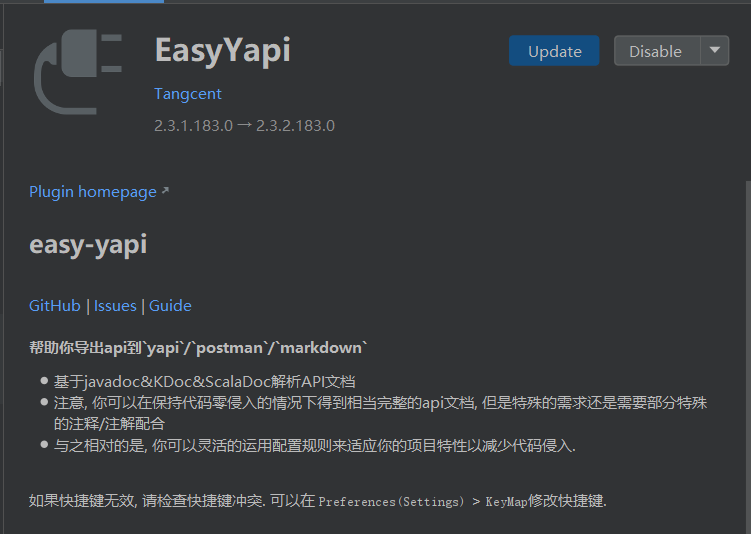 EasyYapi
Update
Disable
Tangcent
2.3.1.183.0 → 2.3.2.183.0
Plugin homepage ↗
easy-yapi
GitHub | Issues | Guide
帮助你导出api到`yapi`/`postman`/`markdown`
基于javadoc&KDoc&ScalaDoc解析API文档
注意, 你可以在保持代码零侵入的情况下得到相当完整的api文档, 但是特殊的需求还是需要部分特殊
的注释/注解配合
与之相对的是, 你可以灵活的运用配置规则来适应你的项目特性以减少代码侵入.
如果快捷键无效, 请检查快捷键冲突. 可以在 Preferences(Settings) > KeyMap修改快捷键.